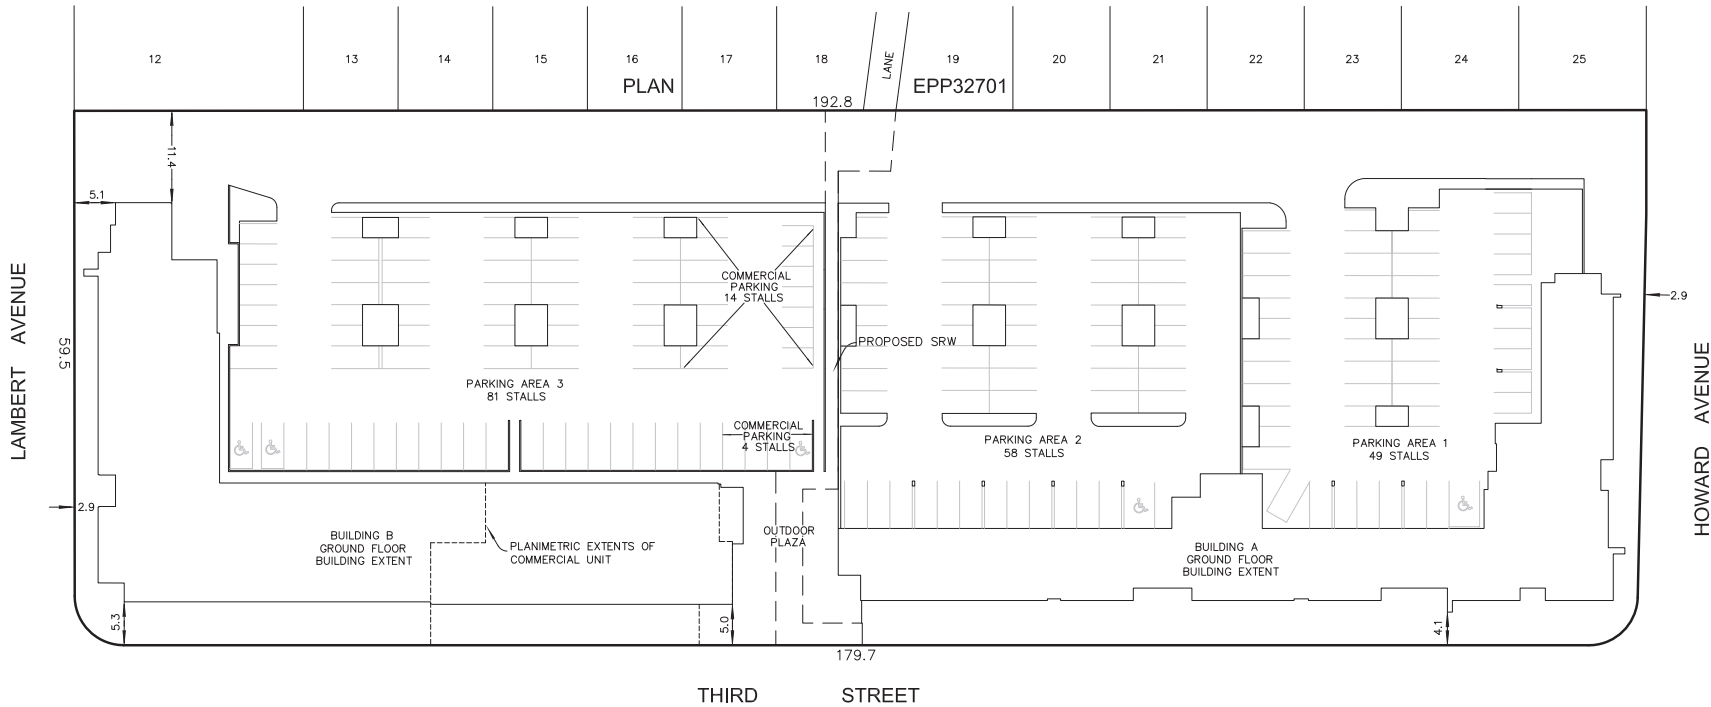 12
13
14
15
16
17
18
LANE
19
20
21
22
23
24
25
PLAN EPP32701
192.8
11.4
5.1
LAMBERT AVENUE
59.5
2.9
COMMERCIAL
PARKING
14 STALLS
PROPOSED SRW
PARKING AREA 3
81 STALLS
COMMERCIAL
PARKING
4 STALLS
PARKING AREA 2
58 STALLS
PARKING AREA 1
49 STALLS
2.9
HOWARD AVENUE
BUILDING B
GROUND FLOOR
BUILDING EXTENT
PLANIMETRIC EXTENTS OF
COMMERCIAL UNIT
OUTDOOR
PLAZA
BUILDING A
GROUND FLOOR
BUILDING EXTENT
5.3
5.0
4.1
179.7
THIRD STREET